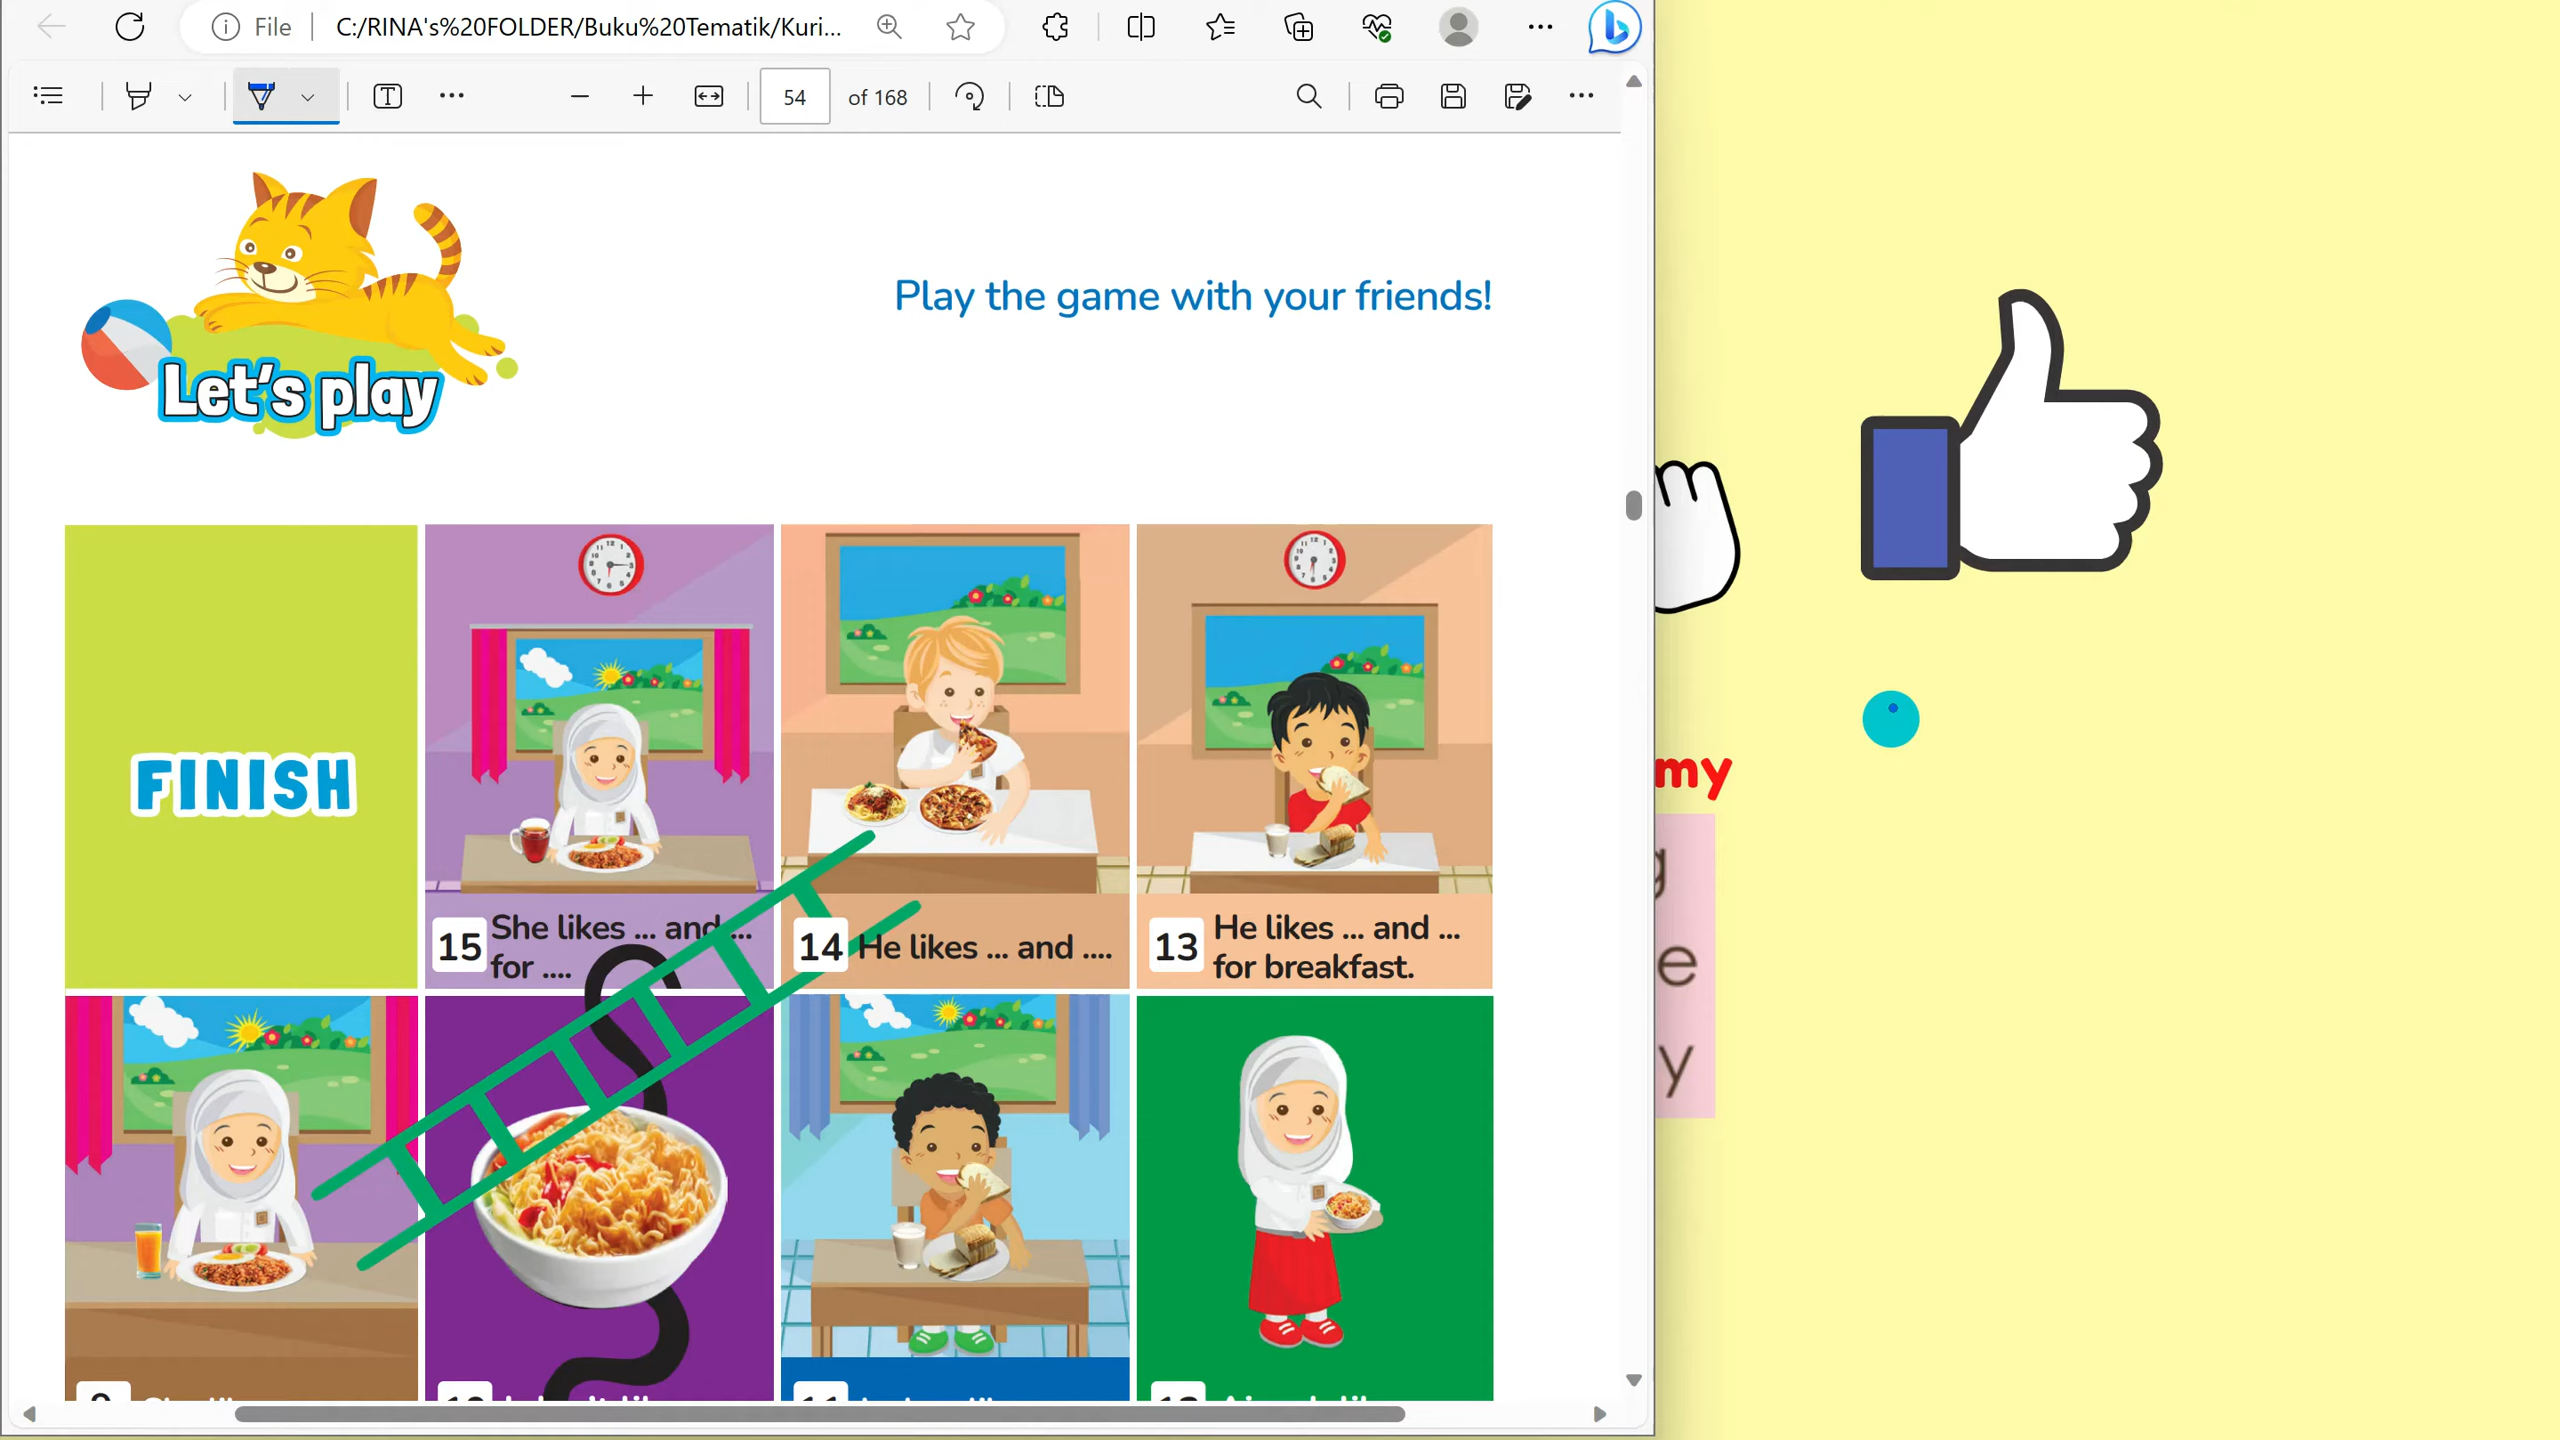 File
C:/RINA's%20FOLDER/Buku%20Tematik/Kuri...
54 of 168
Let's play
Play the game with your friends!
FINISH
15 She likes ... and ...
for ....
14 He likes ... and ....
13 He likes ... and ...
for breakfast.
my
e
y